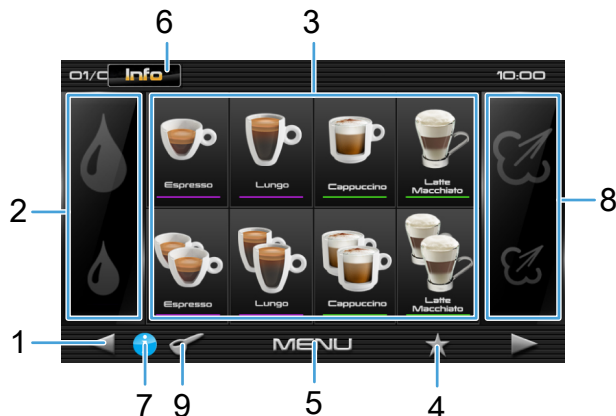 6 3
01/0 Info 10:00
Espresso Lungo Cappuccino Latte Macchiato
2 8
Espresso Lungo Cappuccino Latte Macchiato
1 MENU
7 9 5 4